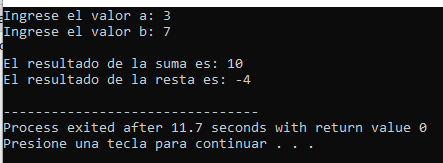 Ingrese el valor a: 3
Ingrese el valor b: 7
El resultado de la suma es: 10
El resultado de la resta es: -4
--------------------------------
Process exited after 11.7 seconds with return value 0
Presione una tecla para continuar . . .